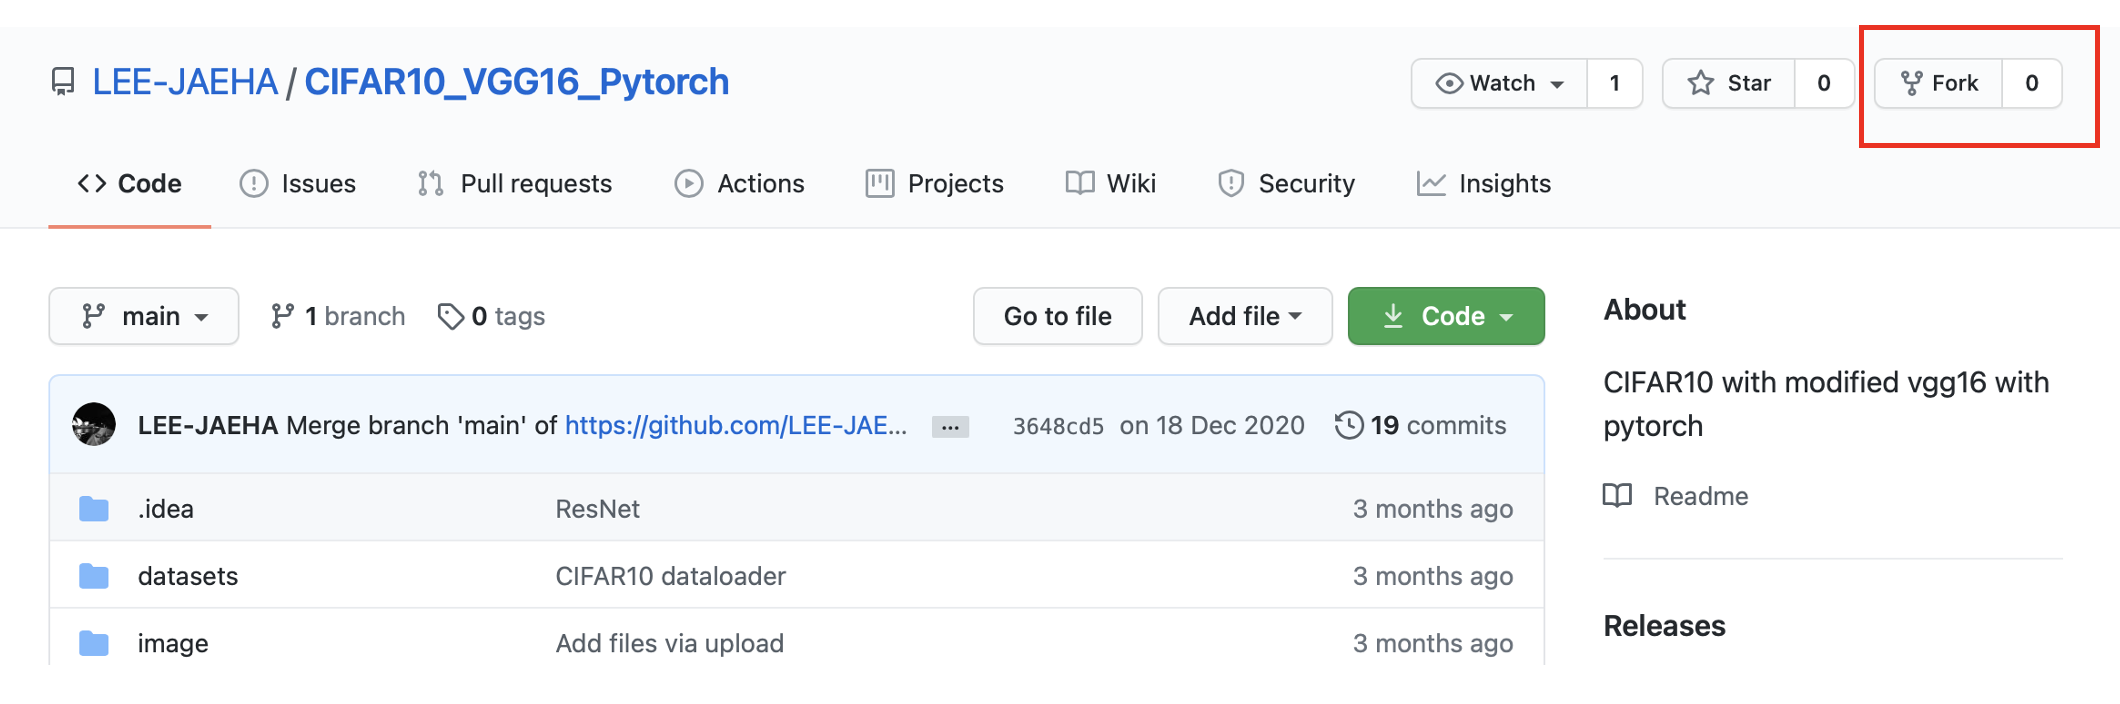 LEE-JAEHA / CIFAR10_VGG16_Pytorch Watch 1 Star 0 Fork 0
Code Issues Pull requests Actions Projects Wiki Security Insights
main 1 branch 0 tags Go to file Add file Code
LEE-JAEHA Merge branch 'main' of https://github.com/LEE-JAE... ... 3648cd5 on 18 Dec 2020 19 commits
.idea ResNet 3 months ago
datasets CIFAR10 dataloader 3 months ago
image Add files via upload 3 months ago
About
CIFAR10 with modified vgg16 with
pytorch
Readme
Releases